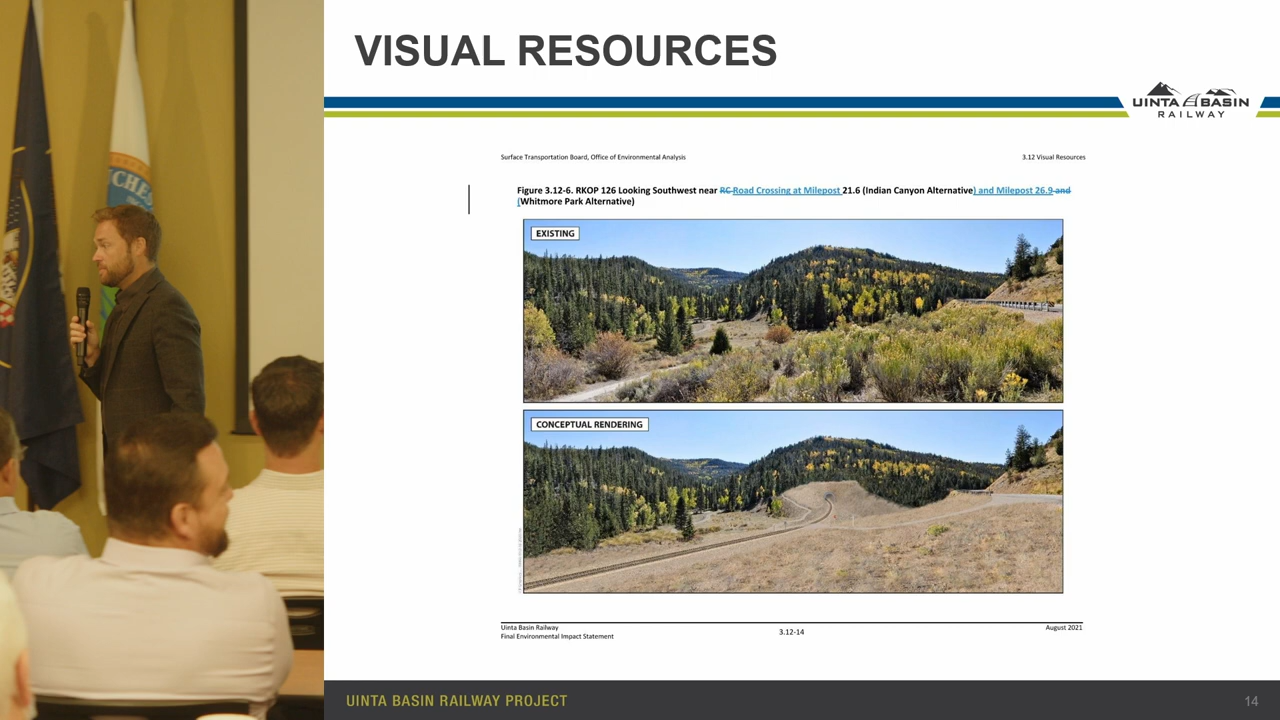 VISUAL RESOURCES
UINTA BASIN
RAILWAY
Surface Transportation Board, Office of Environmental Analysis 3.12 Visual Resources
Figure 3.12-6. RKOP 126 Looking Southwest near RC Road Crossing at Milepost 21.6 (Indian Canyon Alternative) and Milepost 26.9 and
(Whitmore Park Alternative)
EXISTING
CONCEPTUAL RENDERING
Uinta Basin Railway 3.12-14 August 2021
Final Environmental Impact Statement
UINTA BASIN RAILWAY PROJECT 14